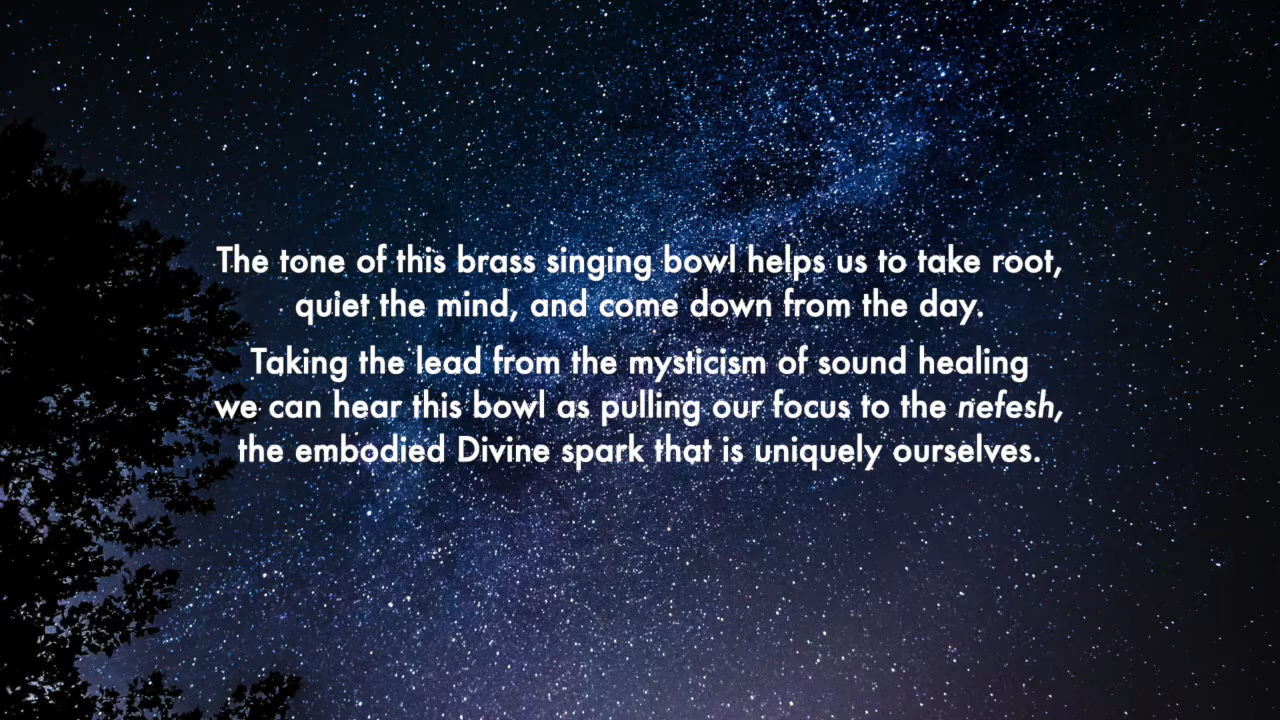 The tone of this brass singing bowl helps us to take root,
quiet the mind, and come down from the day.
Taking the lead from the mysticism of sound healing
we can hear this bowl as pulling our focus to the nefesh,
the embodied Divine spark that is uniquely ourselves.